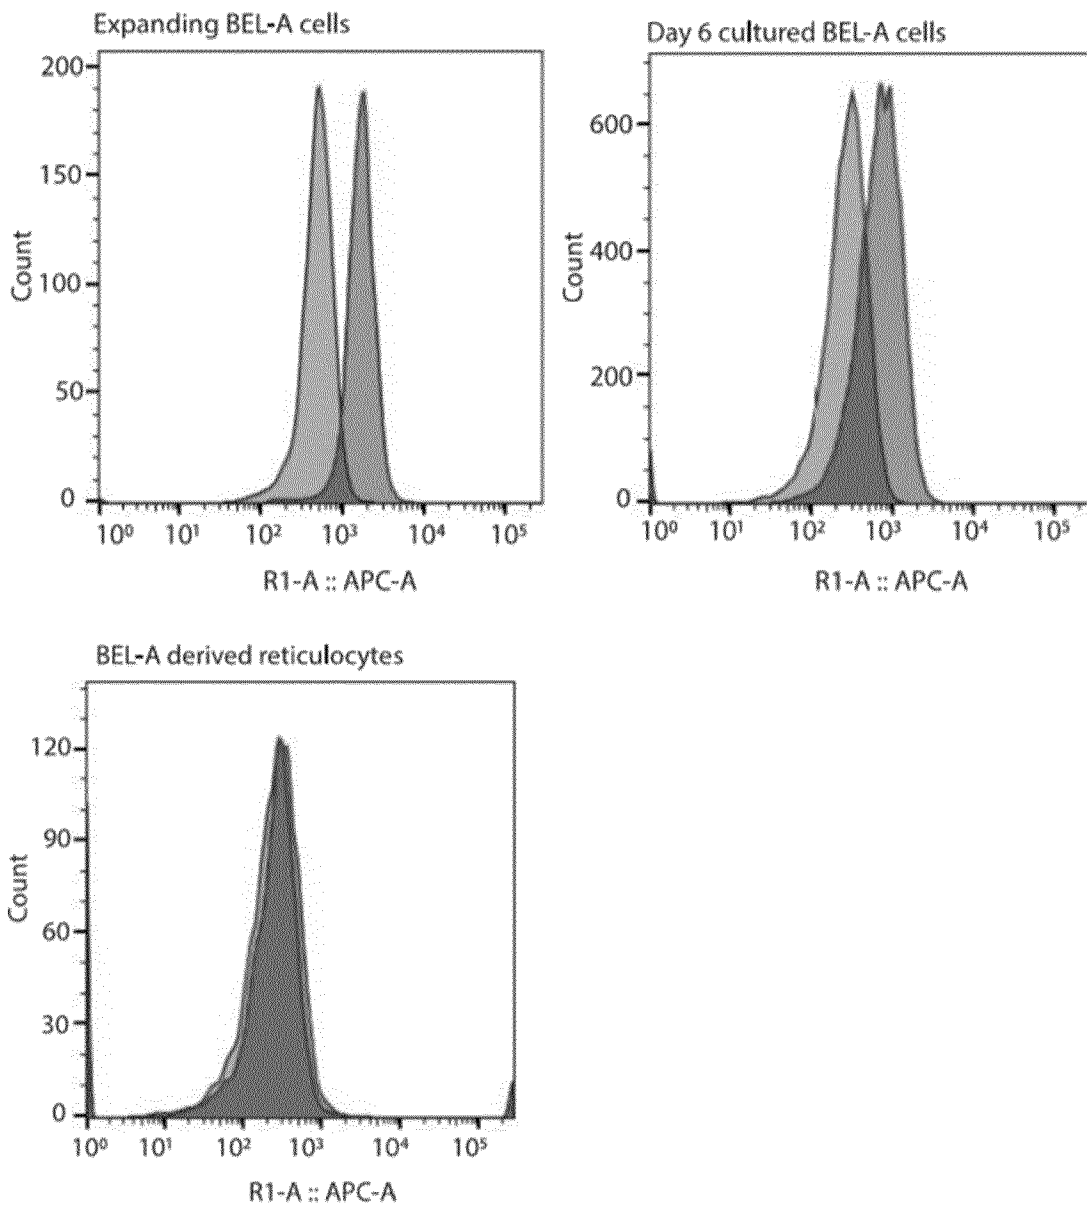 Expanding BEL-A cells
200
150
100
50
0
Count
10⁰ 10¹ 10² 10³ 10⁴ 10⁵
R1-A :: APC-A
Day 6 cultured BEL-A cells
600
400
200
0
Count
10⁰ 10¹ 10² 10³ 10⁴ 10⁵
R1-A :: APC-A
BEL-A derived reticulocytes
120
90
60
30
0
Count
10⁰ 10¹ 10² 10³ 10⁴ 10⁵
R1-A :: APC-A